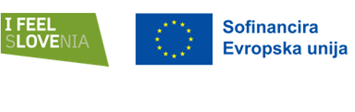 I FEEL
SLOVENIA
Sofinancira
Evropska unija